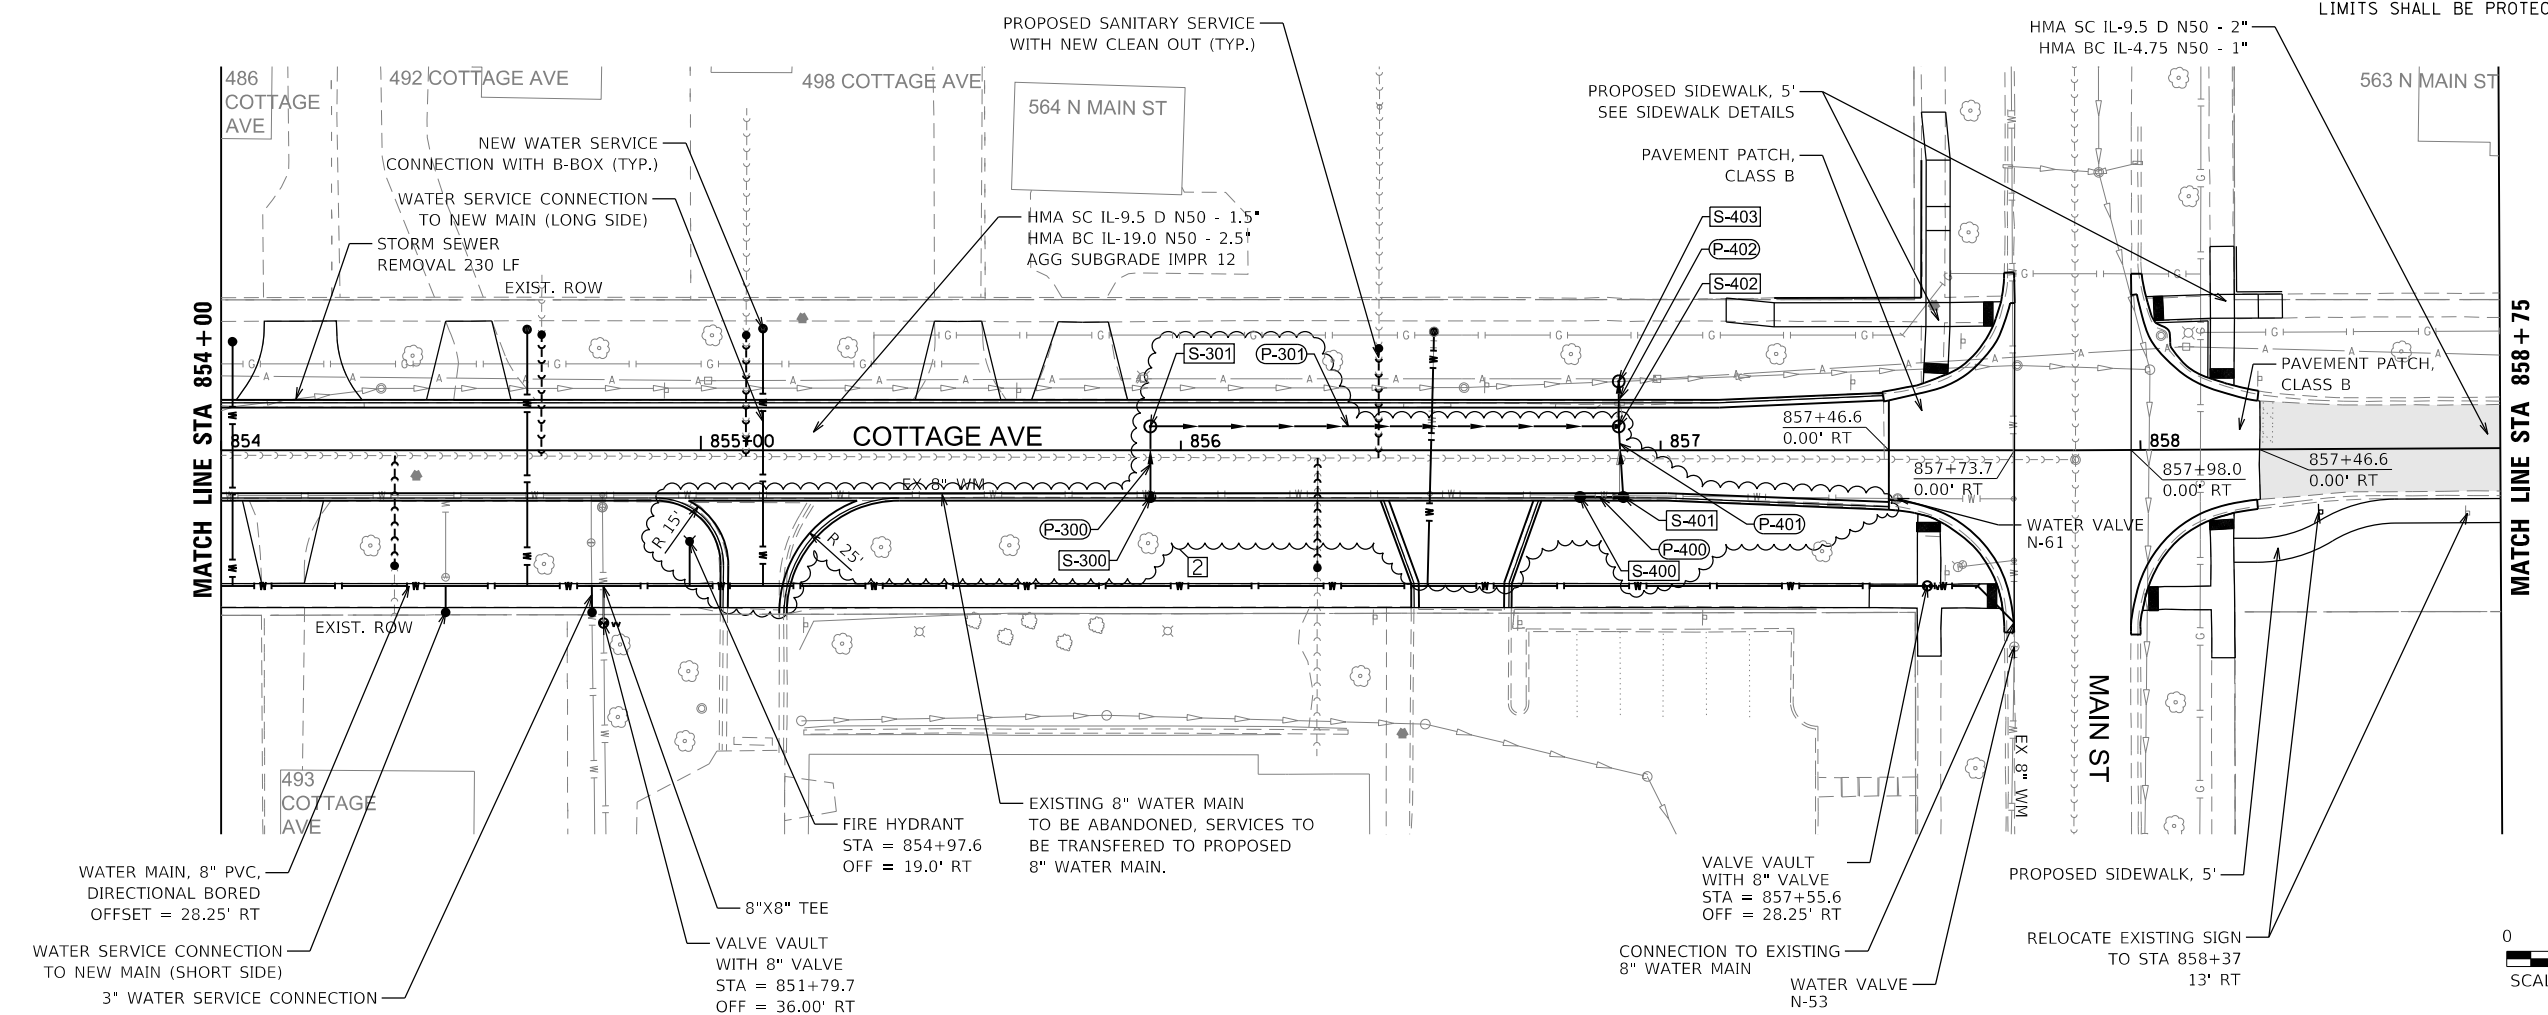 LIMITS SHALL BE PROTEC
PROPOSED SANITARY SERVICE
WITH NEW CLEAN OUT (TYP.)
HMA SC IL-9.5 D N50 - 2"
HMA BC IL-4.75 N50 - 1"
486
COTTAGE
AVE
492 COTTAGE AVE
498 COTTAGE AVE
564 N MAIN ST
563 N MAIN ST
PROPOSED SIDEWALK, 5'
SEE SIDEWALK DETAILS
NEW WATER SERVICE
CONNECTION WITH B-BOX (TYP.)
PAVEMENT PATCH,
CLASS B
WATER SERVICE CONNECTION
TO NEW MAIN (LONG SIDE)
STORM SEWER
REMOVAL 230 LF
EXIST. ROW
HMA SC IL-9.5 D N50 - 1.5"
HMA BC IL-19.0 N50 - 2.5"
AGG SUBGRADE IMPR 12
S-403
P-402
S-402
MATCH LINE STA 854+00
MATCH LINE STA 858+75
S-301
P-301
PAVEMENT PATCH,
CLASS B
854
855+00
COTTAGE AVE
856
857
858
857+46.6
0.00' RT
857+73.7
0.00' RT
857+98.0
0.00' RT
857+46.6
0.00' RT
EX 8" WM
R 15'
R 25'
P-300
S-300
2
S-401
P-401
P-400
S-400
WATER VALVE
N-61
EXIST. ROW
MAIN ST
EX 8" WM
493
COTTAGE
AVE
WATER MAIN, 8" PVC,
DIRECTIONAL BORED
OFFSET = 28.25' RT
WATER SERVICE CONNECTION
TO NEW MAIN (SHORT SIDE)
3" WATER SERVICE CONNECTION
FIRE HYDRANT
STA = 854+97.6
OFF = 19.0' RT
8"X8" TEE
VALVE VAULT
WITH 8" VALVE
STA = 851+79.7
OFF = 36.00' RT
EXISTING 8" WATER MAIN
TO BE ABANDONED, SERVICES TO
BE TRANSFERED TO PROPOSED
8" WATER MAIN.
VALVE VAULT
WITH 8" VALVE
STA = 857+55.6
OFF = 28.25' RT
CONNECTION TO EXISTING
8" WATER MAIN
WATER VALVE
N-53
PROPOSED SIDEWALK, 5'
RELOCATE EXISTING SIGN
TO STA 858+37
13' RT
0
SCAL